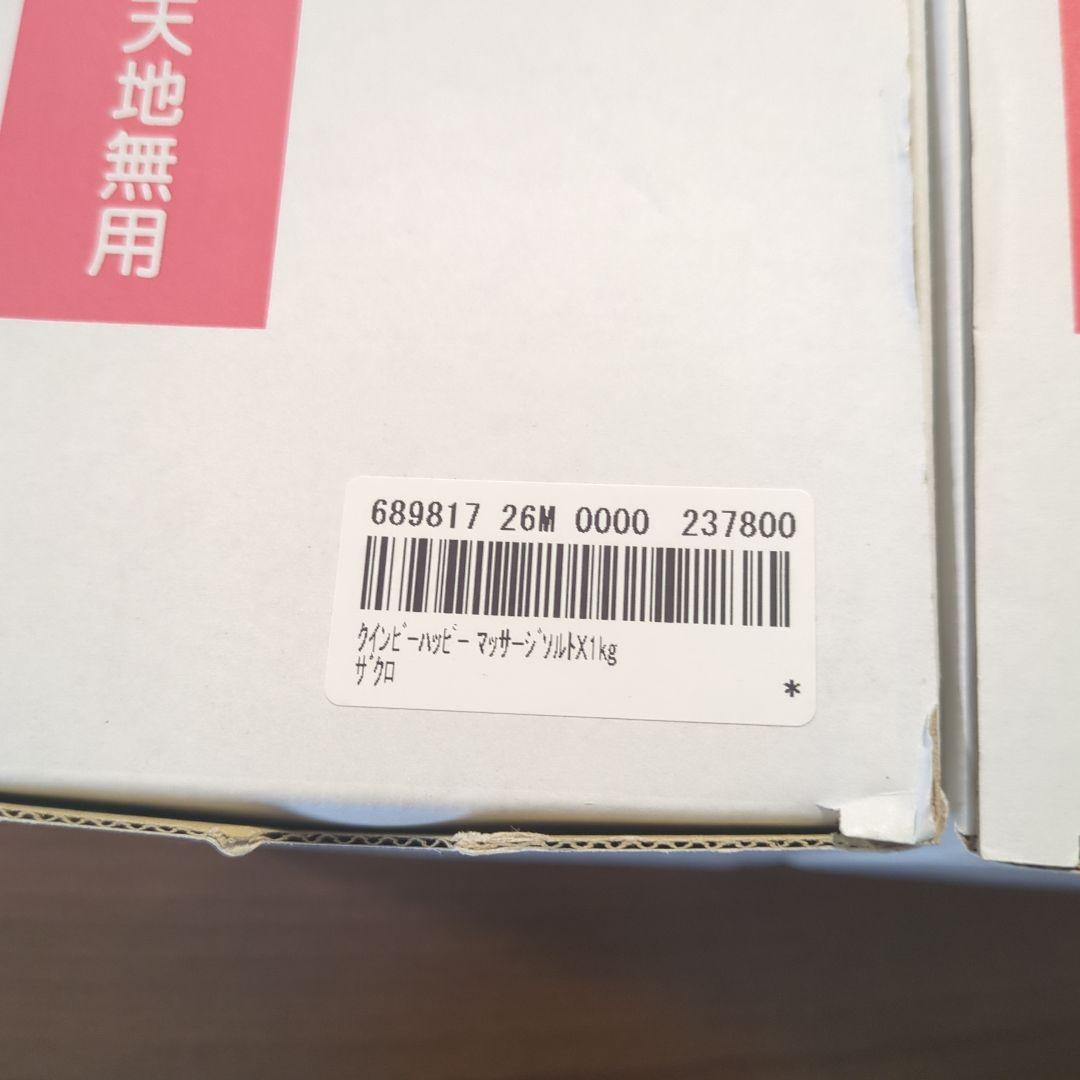 天地無用
689817 26M 0000 237800
ｸｲﾝﾋﾞｰﾊｯﾋﾟｰ ﾏｯｻｰｼﾞｿﾙﾄX1kg
ｻﾞｸﾛ
*